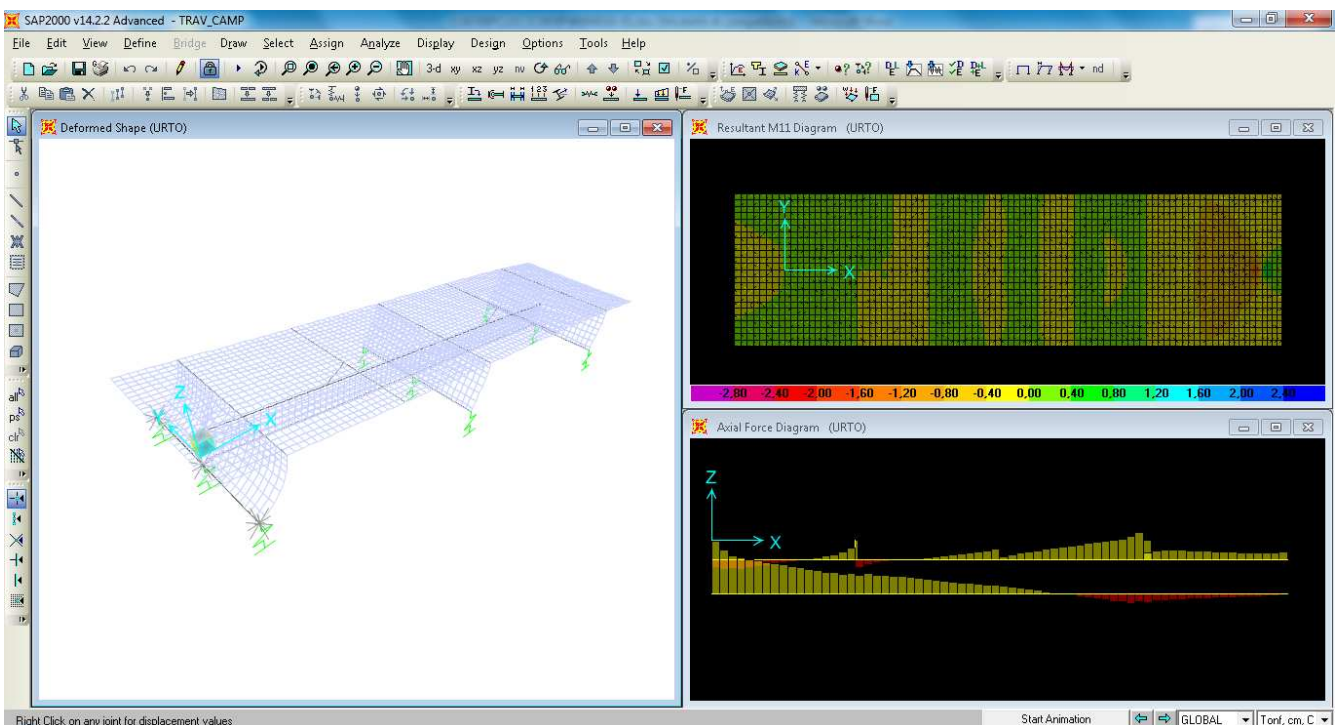 SAP2000 v14.2.2 Advanced - TRAV_CAMP
File Edit View Define Bridge Draw Select Assign Analyze Display Design Options Tools Help
3-d xy xz yz nv
nd
Deformed Shape (URTO)
Z
Y
X
X
Resultant M11 Diagram (URTO)
Y
X
-2,80 -2,40 -2,00 -1,60 -1,20 -0,80 -0,40 0,00 0,40 0,80 1,20 1,60 2,00 2,40
Axial Force Diagram (URTO)
Z
X
all
ps
clr
Right Click on any joint for displacement values
Start Animation
GLOBAL
Tonf, cm, C